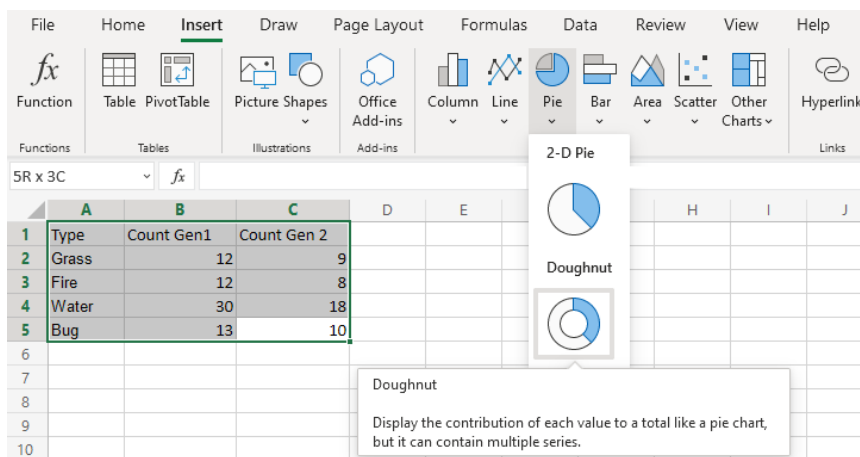 File Home Insert Draw Page Layout Formulas Data Review View Help
fx
Function Table PivotTable Picture Shapes Office Add-ins Column Line Pie Bar Area Scatter Other Charts Hyperlink
Functions Tables Illustrations Add-ins Links
2-D Pie
5R x 3C fx
A B C D E H I J
1 Type Count Gen1 Count Gen 2
2 Grass 12 9
3 Fire 12 8
Doughnut
4 Water 30 18
5 Bug 13 10
6
7
8
9
10
Doughnut
Display the contribution of each value to a total like a pie chart,
but it can contain multiple series.